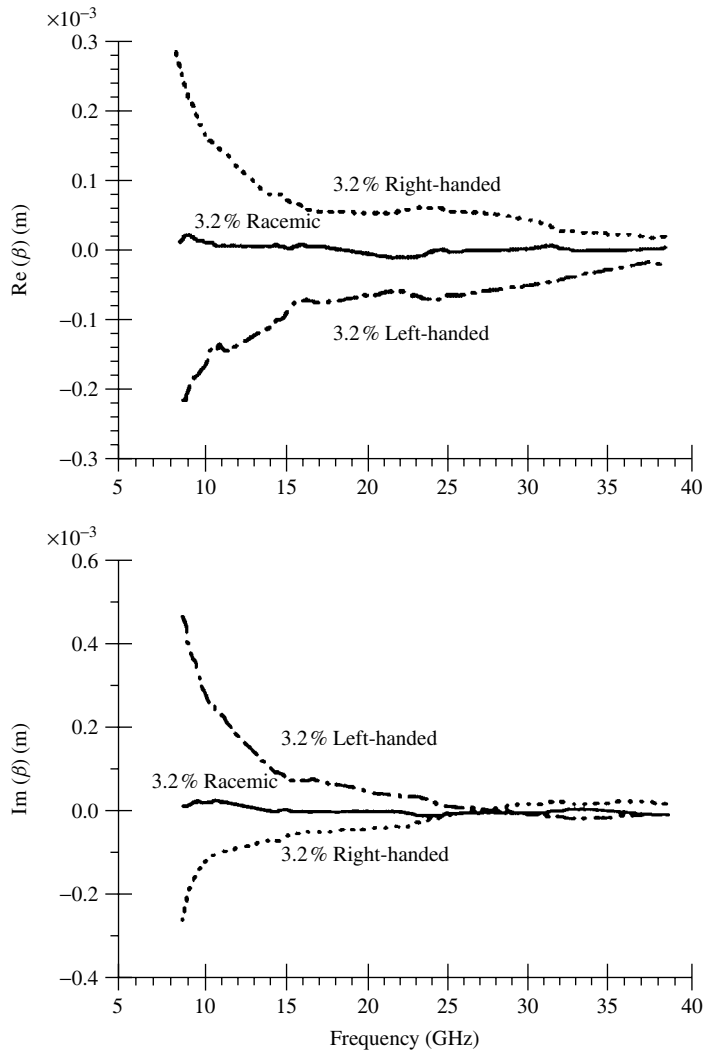 ×10⁻³
0.3
0.2
0.1
0.0
−0.1
−0.2
−0.3
Re (β) (m)
3.2% Right-handed
3.2% Racemic
3.2% Left-handed
5 10 15 20 25 30 35 40
×10⁻³
0.6
0.4
0.2
0.0
−0.2
−0.4
Im (β) (m)
3.2% Left-handed
3.2% Racemic
3.2% Right-handed
5 10 15 20 25 30 35 40
Frequency (GHz)